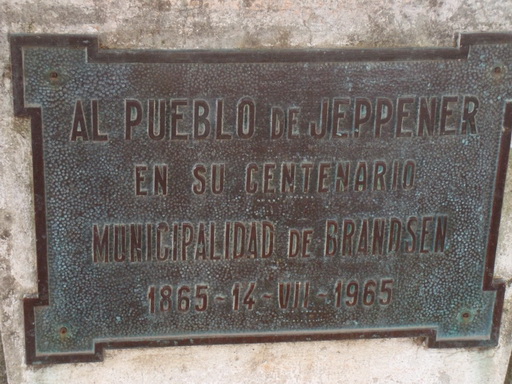 AL PUEBLO DE JEPPENER
EN SU CENTENARIO
MUNICIPALIDAD DE BRANDSEN
1865-14-VII-1965